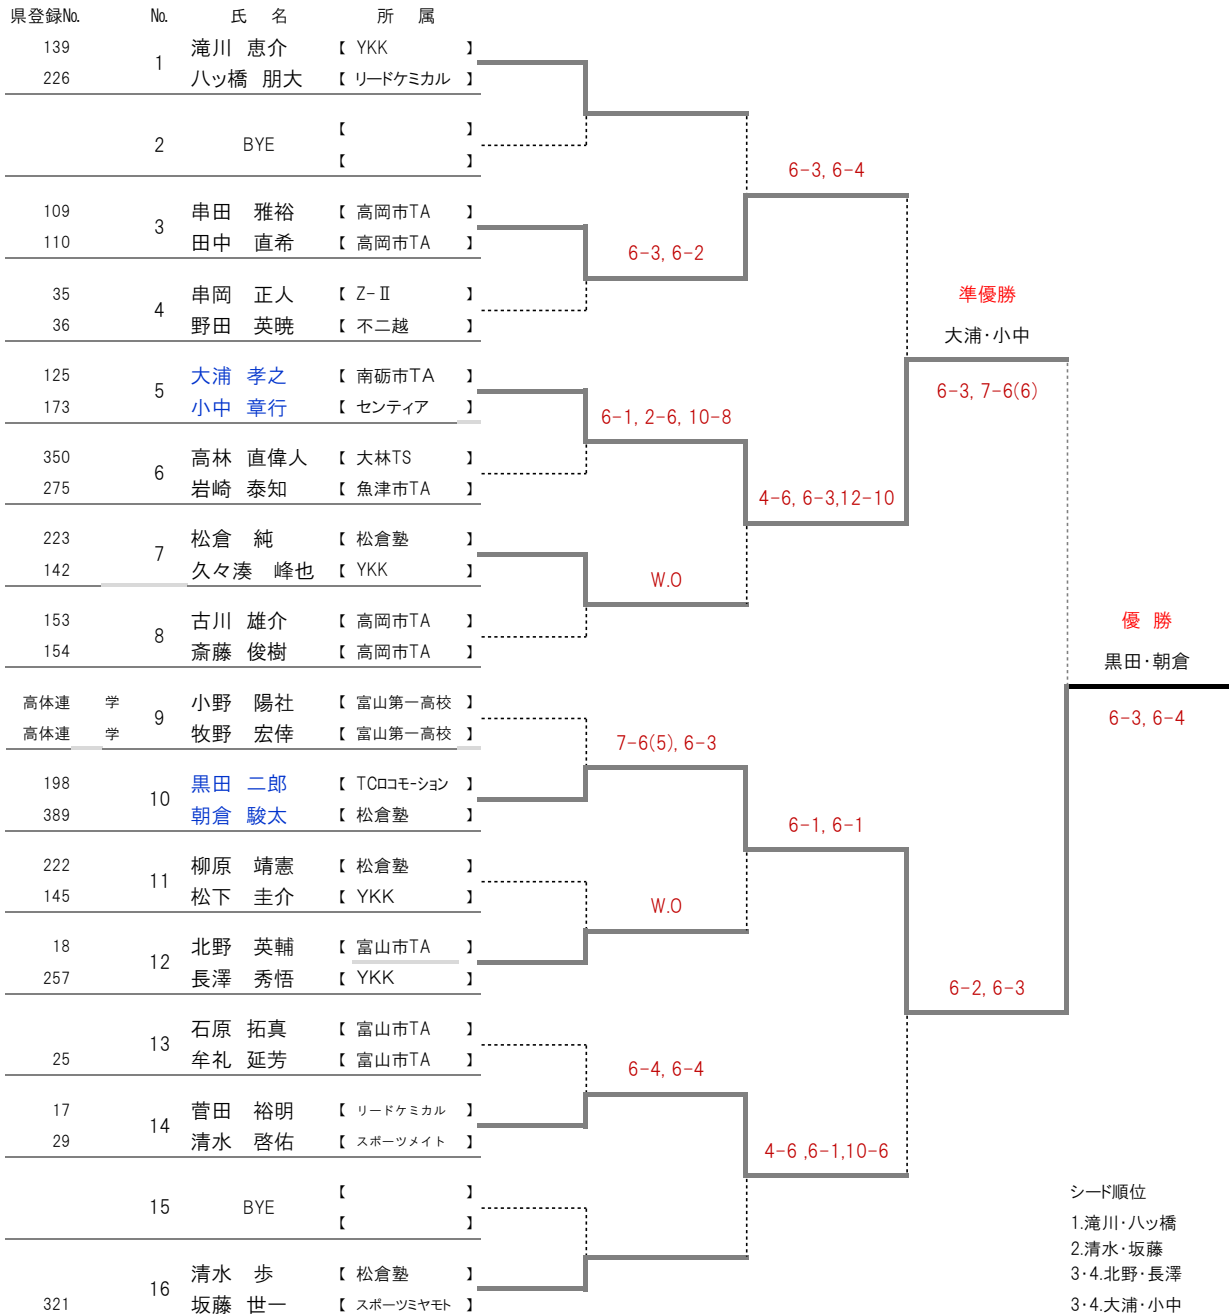 県登録No. No. 氏 名 所 属
139 滝川 恵介 【 YKK 】
1
226 八ッ橋 朋大 【 リードケミカル 】
【 】
2 BYE
【 】
6-3, 6-4
109 串田 雅裕 【 高岡市TA 】
3
110 田中 直希 【 高岡市TA 】
6-3, 6-2
35 串岡 正人 【 Z-Ⅱ 】
4
36 野田 英暁 【 不二越 】
準優勝
大浦・小中
125 大浦 孝之 【 南砺市TA 】
5
173 小中 章行 【 センティア 】
6-3, 7-6(6)
6-1, 2-6, 10-8
350 高林 直偉人 【 大林TS 】
6
275 岩崎 泰知 【 魚津市TA 】
4-6, 6-3,12-10
223 松倉 純 【 松倉塾 】
7
142 久々湊 峰也 【 YKK 】
W.O
153 古川 雄介 【 高岡市TA 】
8
154 斎藤 俊樹 【 高岡市TA 】
優 勝
黒田・朝倉
高体連 学 小野 陽社 【 富山第一高校 】
9
高体連 学 牧野 宏倖 【 富山第一高校 】
6-3, 6-4
7-6(5), 6-3
198 黒田 二郎 【 TCロコモーション 】
10
389 朝倉 駿太 【 松倉塾 】
6-1, 6-1
222 柳原 靖憲 【 松倉塾 】
11
145 松下 圭介 【 YKK 】
W.O
18 北野 英輔 【 富山市TA 】
12
257 長澤 秀悟 【 YKK 】
6-2, 6-3
石原 拓真 【 富山市TA 】
13
25 牟礼 延芳 【 富山市TA 】
6-4, 6-4
17 菅田 裕明 【 リードケミカル 】
14
29 清水 啓佑 【 スポーツメイト 】
4-6 ,6-1,10-6
【 】
15 BYE
【 】
清水 歩 【 松倉塾 】
16
321 坂藤 世一 【 スポーツミヤモト 】
シード順位
1.滝川・八ッ橋
2.清水・坂藤
3・4.北野・長澤
3・4.大浦・小中